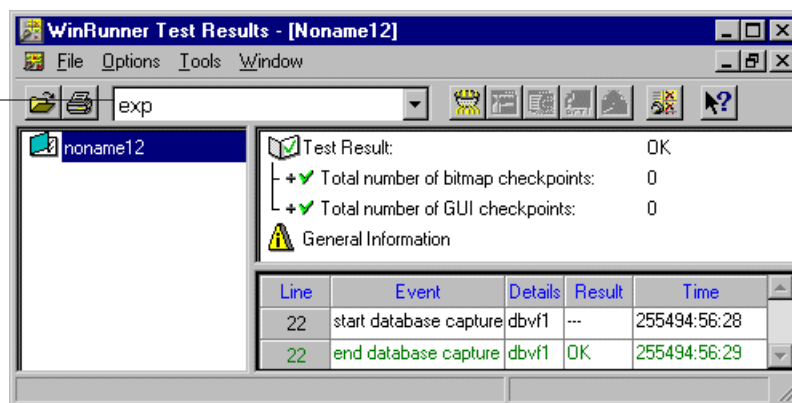 WinRunner Test Results - [Noname12]
File Options Tools Window
exp
noname12
Test Result: OK
Total number of bitmap checkpoints: 0
Total number of GUI checkpoints: 0
General Information
Line Event Details Result Time
22 start database capture dbvf1 --- 255494:56:28
22 end database capture dbvf1 OK 255494:56:29